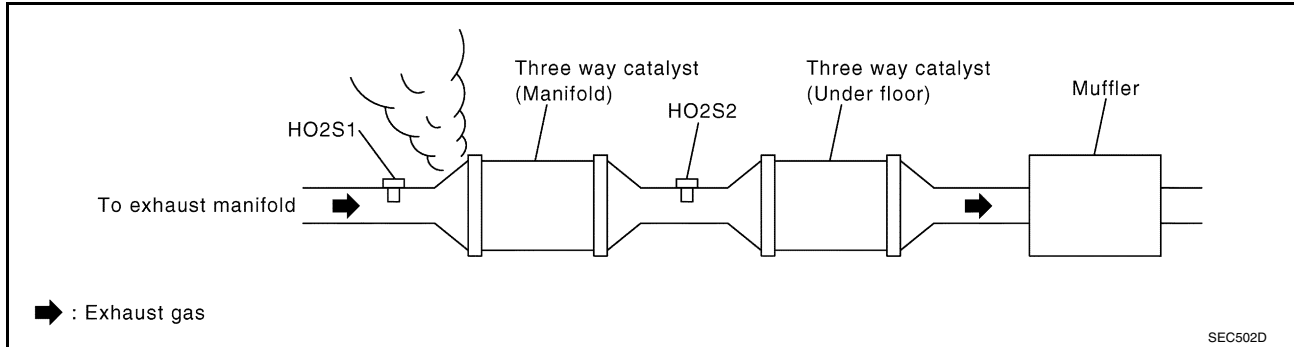 Three way catalyst
(Manifold)
Three way catalyst
(Under floor)
Muffler
HO2S2
HO2S1
To exhaust manifold
: Exhaust gas
SEC502D